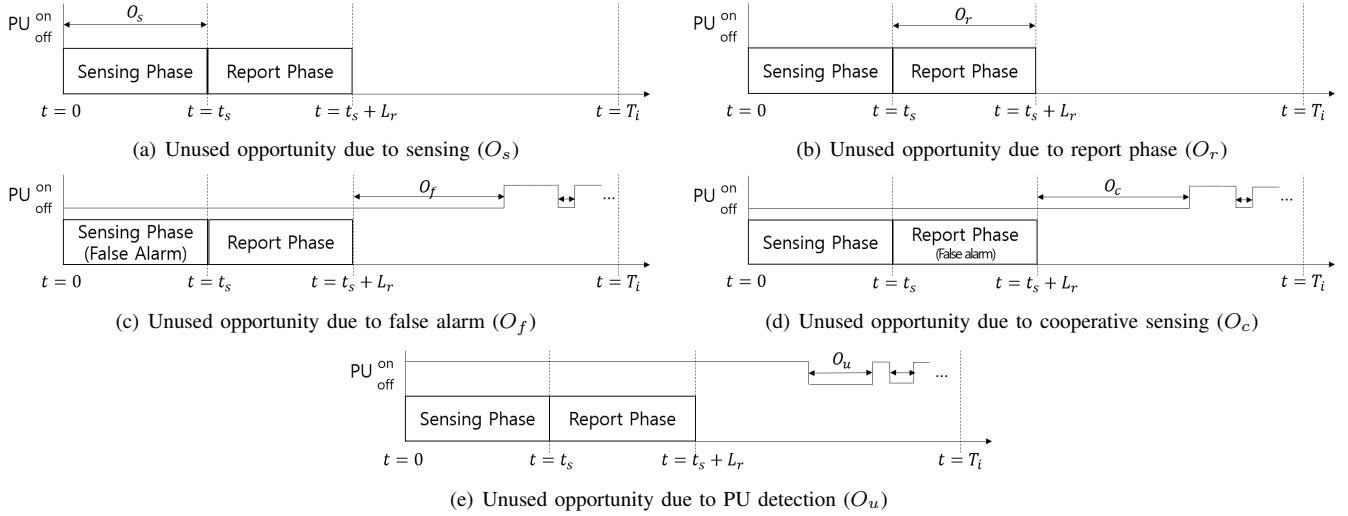 PU on off
O_s
Sensing Phase Report Phase
t = 0 t = t_s t = t_s + L_r t = T_i
(a) Unused opportunity due to sensing (O_s)
PU on off
O_r
Sensing Phase Report Phase
t = 0 t = t_s t = t_s + L_r t = T_i
(b) Unused opportunity due to report phase (O_r)
PU on off
O_f
...
Sensing Phase (False Alarm) Report Phase
t = 0 t = t_s t = t_s + L_r t = T_i
(c) Unused opportunity due to false alarm (O_f)
PU on off
O_c
...
Sensing Phase Report Phase (False alarm)
t = 0 t = t_s t = t_s + L_r t = T_i
(d) Unused opportunity due to cooperative sensing (O_c)
PU on off
O_u
...
Sensing Phase Report Phase
t = 0 t = t_s t = t_s + L_r t = T_i
(e) Unused opportunity due to PU detection (O_u)